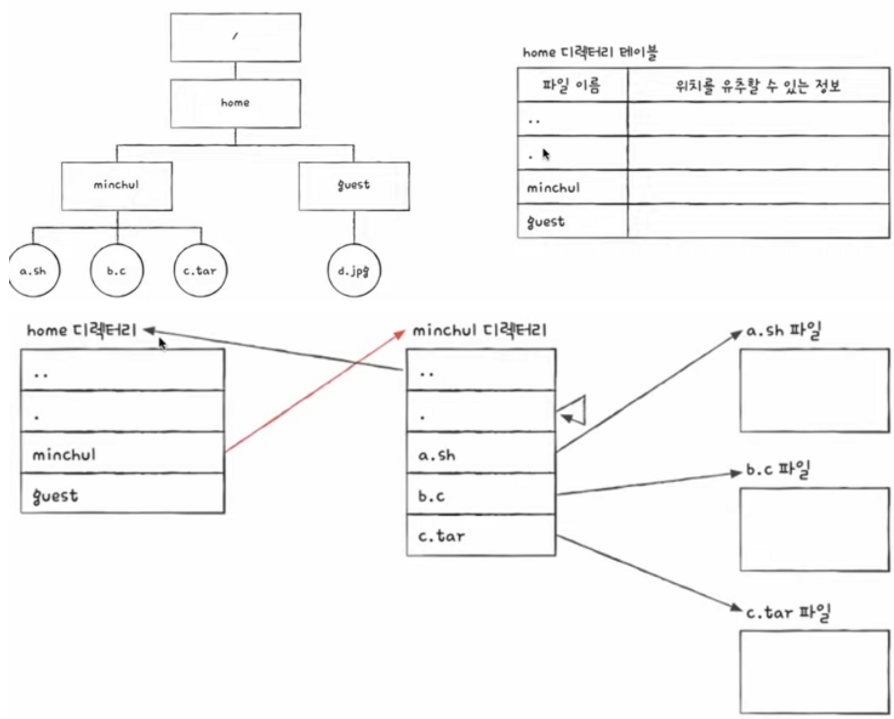 /
home
minchul
guest
a.sh
b.c
c.tar
d.jpg
home 디렉터리 테이블
파일 이름 위치를 유추할 수 있는 정보
..
.
minchul
guest
home 디렉터리
..
.
minchul
guest
minchul 디렉터리
..
.
a.sh
b.c
c.tar
a.sh 파일
b.c 파일
c.tar 파일